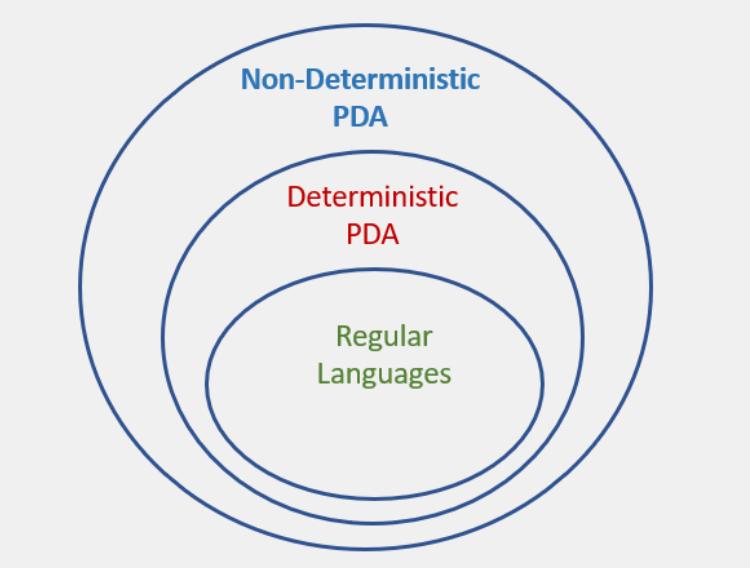 Non-Deterministic
PDA
Deterministic
PDA
Regular
Languages